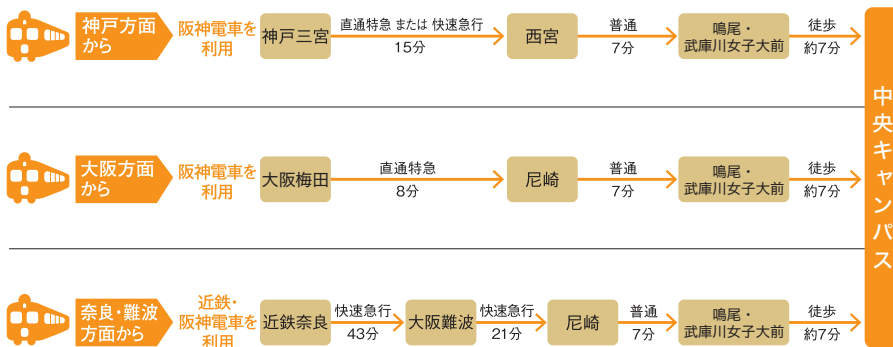 神戸方面
から
阪神電車を
利用
神戸三宮
直通特急 または 快速急行
15分
西宮
普通
7分
鳴尾・
武庫川女子大前
徒歩
約7分
大阪方面
から
阪神電車を
利用
大阪梅田
直通特急
8分
尼崎
普通
7分
鳴尾・
武庫川女子大前
徒歩
約7分
奈良・難波
方面から
近鉄・
阪神電車を
利用
近鉄奈良
快速急行
43分
大阪難波
快速急行
21分
尼崎
普通
7分
鳴尾・
武庫川女子大前
徒歩
約7分
中央キャンパス